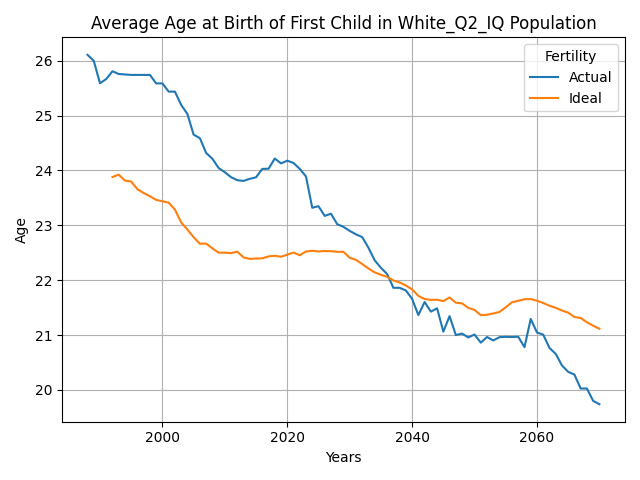 Average Age at Birth of First Child in White_Q2_IQ Population
Fertility
Actual
Ideal
Age
26
25
24
23
22
21
20
2000
2020
2040
2060
Years